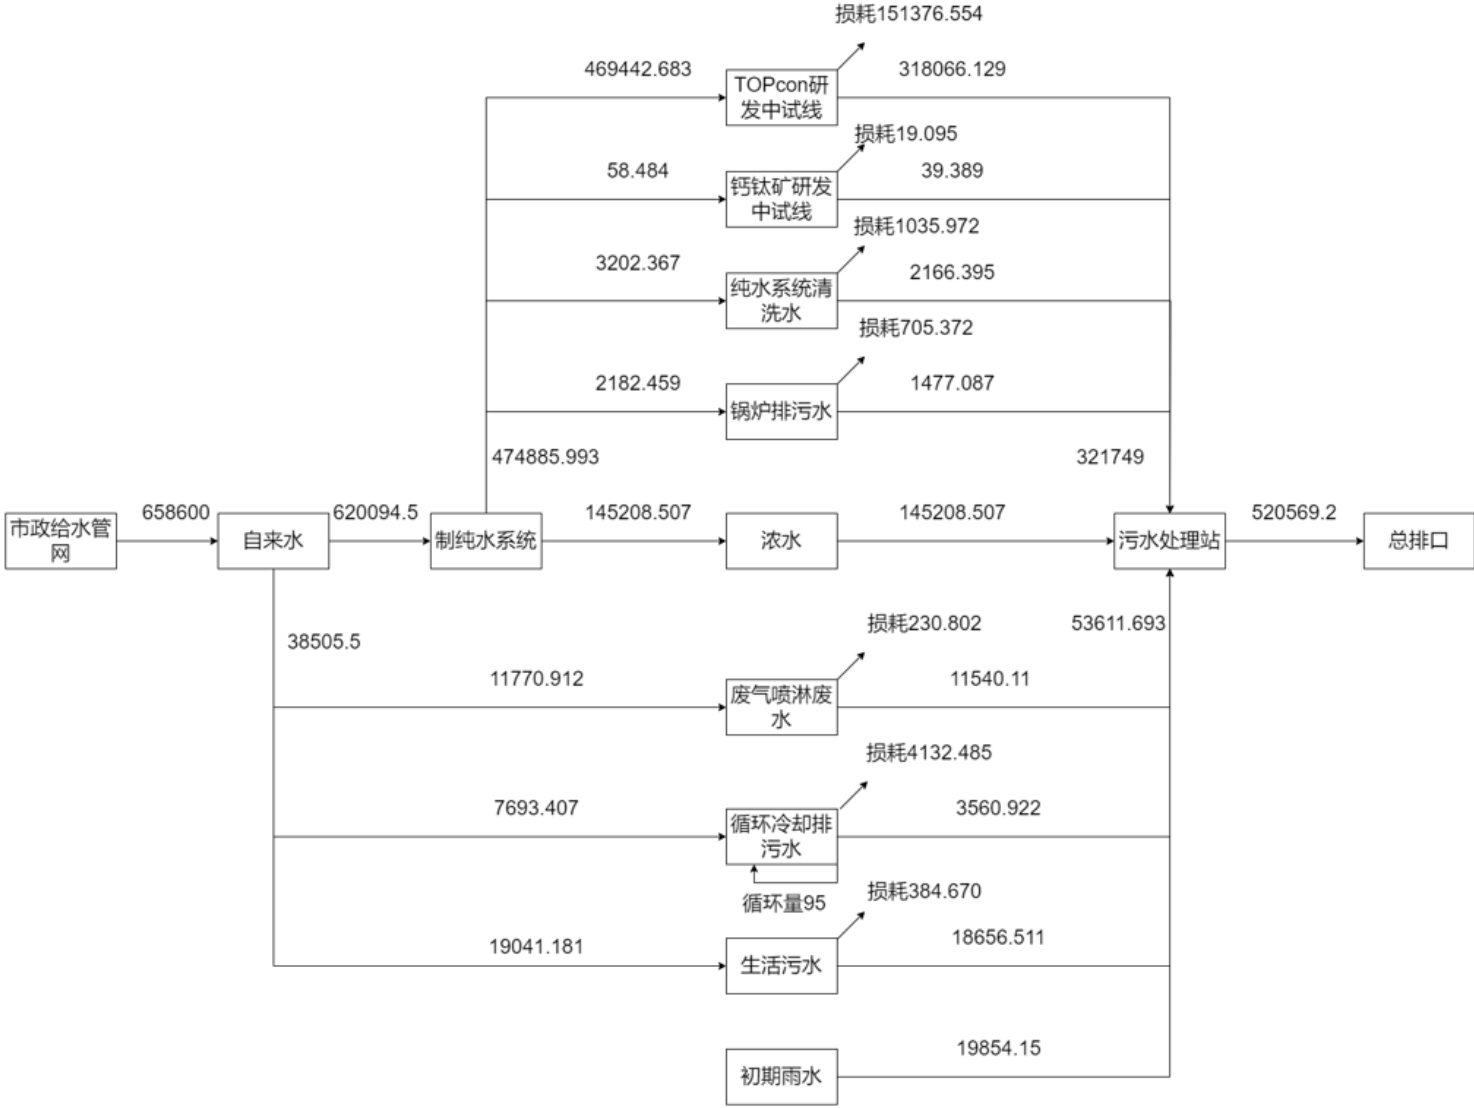 损耗151376.554
469442.683
TOPcon研
发中试线
318066.129
损耗19.095
58.484
钙钛矿研发
中试线
39.389
损耗1035.972
3202.367
纯水系统清
洗水
2166.395
损耗705.372
2182.459
锅炉排污水
1477.087
474885.993
321749
市政给水管
网
658600
自来水
620094.5
制纯水系统
145208.507
浓水
145208.507
污水处理站
520569.2
总排口
38505.5
损耗230.802
53611.693
11770.912
废气喷淋废
水
11540.11
损耗4132.485
7693.407
循环冷却排
污水
3560.922
循环量95
损耗384.670
19041.181
生活污水
18656.511
初期雨水
19854.15